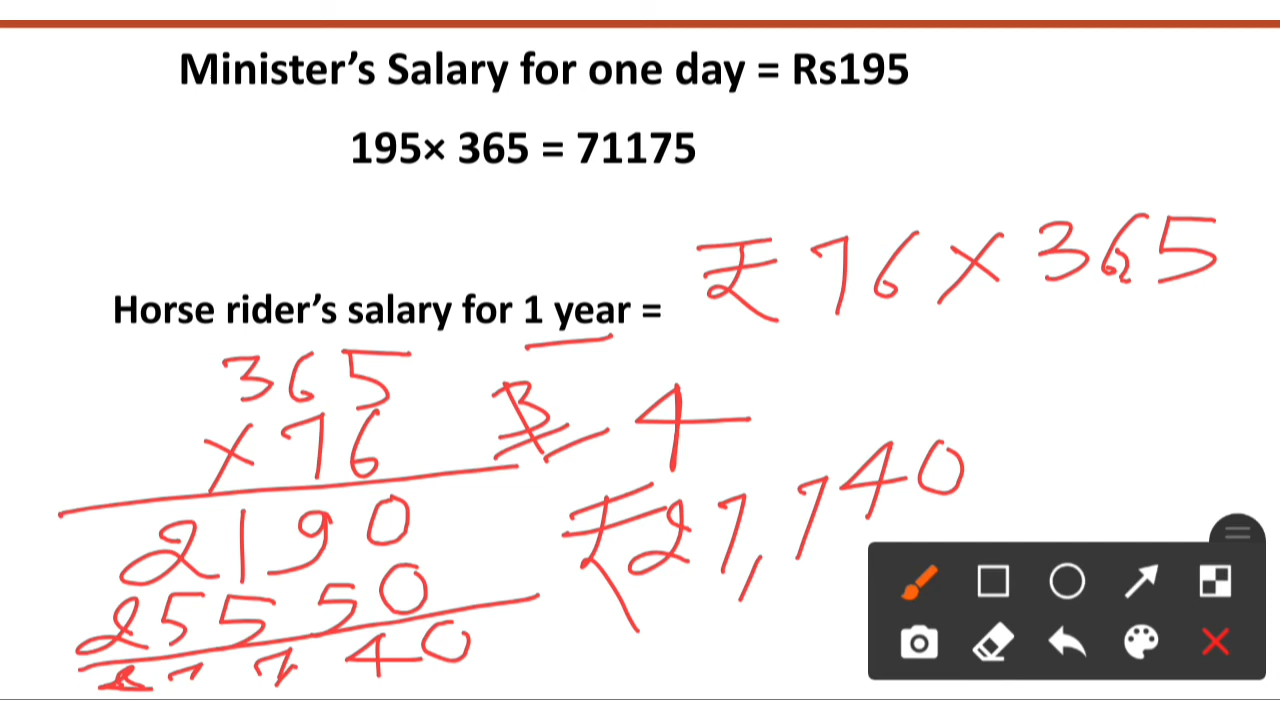 Minister’s Salary for one day = Rs195
195× 365 = 71175
₹ 76 × 365
Horse rider’s salary for 1 year =
365
× 76
2190
25550
27740
4
₹27,740